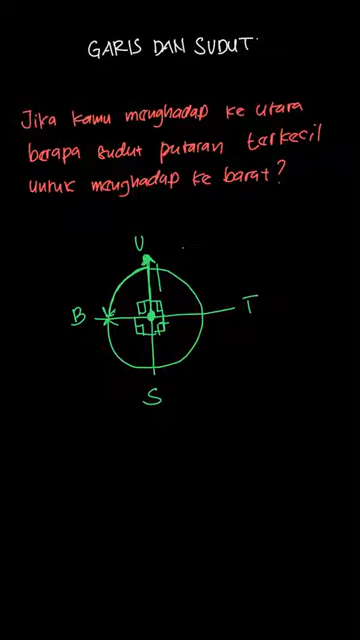 GARIS DAN SUDUT
Jika kamu menghadap ke utara
berapa sudut putaran terkecil
untuk menghadap ke barat?
U
B
T
S